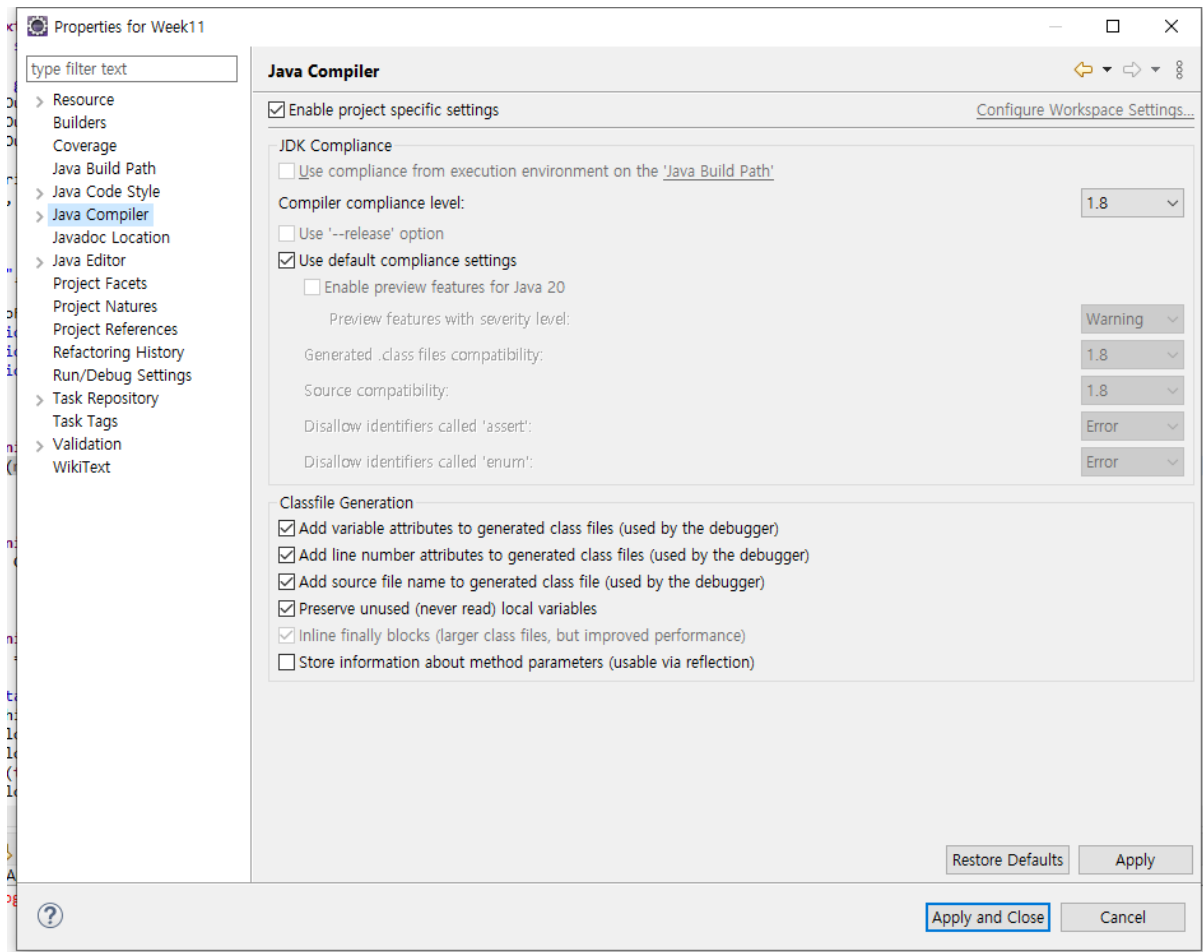 Properties for Week11
type filter text
Resource
Builders
Coverage
Java Build Path
Java Code Style
Java Compiler
Javadoc Location
Java Editor
Project Facets
Project Natures
Project References
Refactoring History
Run/Debug Settings
Task Repository
Task Tags
Validation
WikiText
Java Compiler
Enable project specific settings
Configure Workspace Settings...
JDK Compliance
Use compliance from execution environment on the 'Java Build Path'
Compiler compliance level: 1.8
Use '--release' option
Use default compliance settings
Enable preview features for Java 20
Preview features with severity level: Warning
Generated .class files compatibility: 1.8
Source compatibility: 1.8
Disallow identifiers called 'assert': Error
Disallow identifiers called 'enum': Error
Classfile Generation
Add variable attributes to generated class files (used by the debugger)
Add line number attributes to generated class files (used by the debugger)
Add source file name to generated class file (used by the debugger)
Preserve unused (never read) local variables
Inline finally blocks (larger class files, but improved performance)
Store information about method parameters (usable via reflection)
Restore Defaults Apply
Apply and Close Cancel